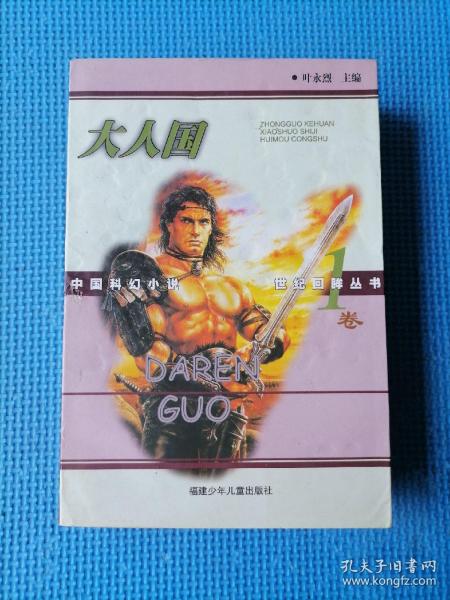 •叶永烈 主编
大人国
ZHONGGUO KEHUAN
XIAOSHUO SHIJI
HUIMOU CONGSHU
中国科幻小说 世纪回眸丛书
1
卷
DAREN
GUO
福建少年儿童出版社
孔夫子旧书网
www.kongfz.com